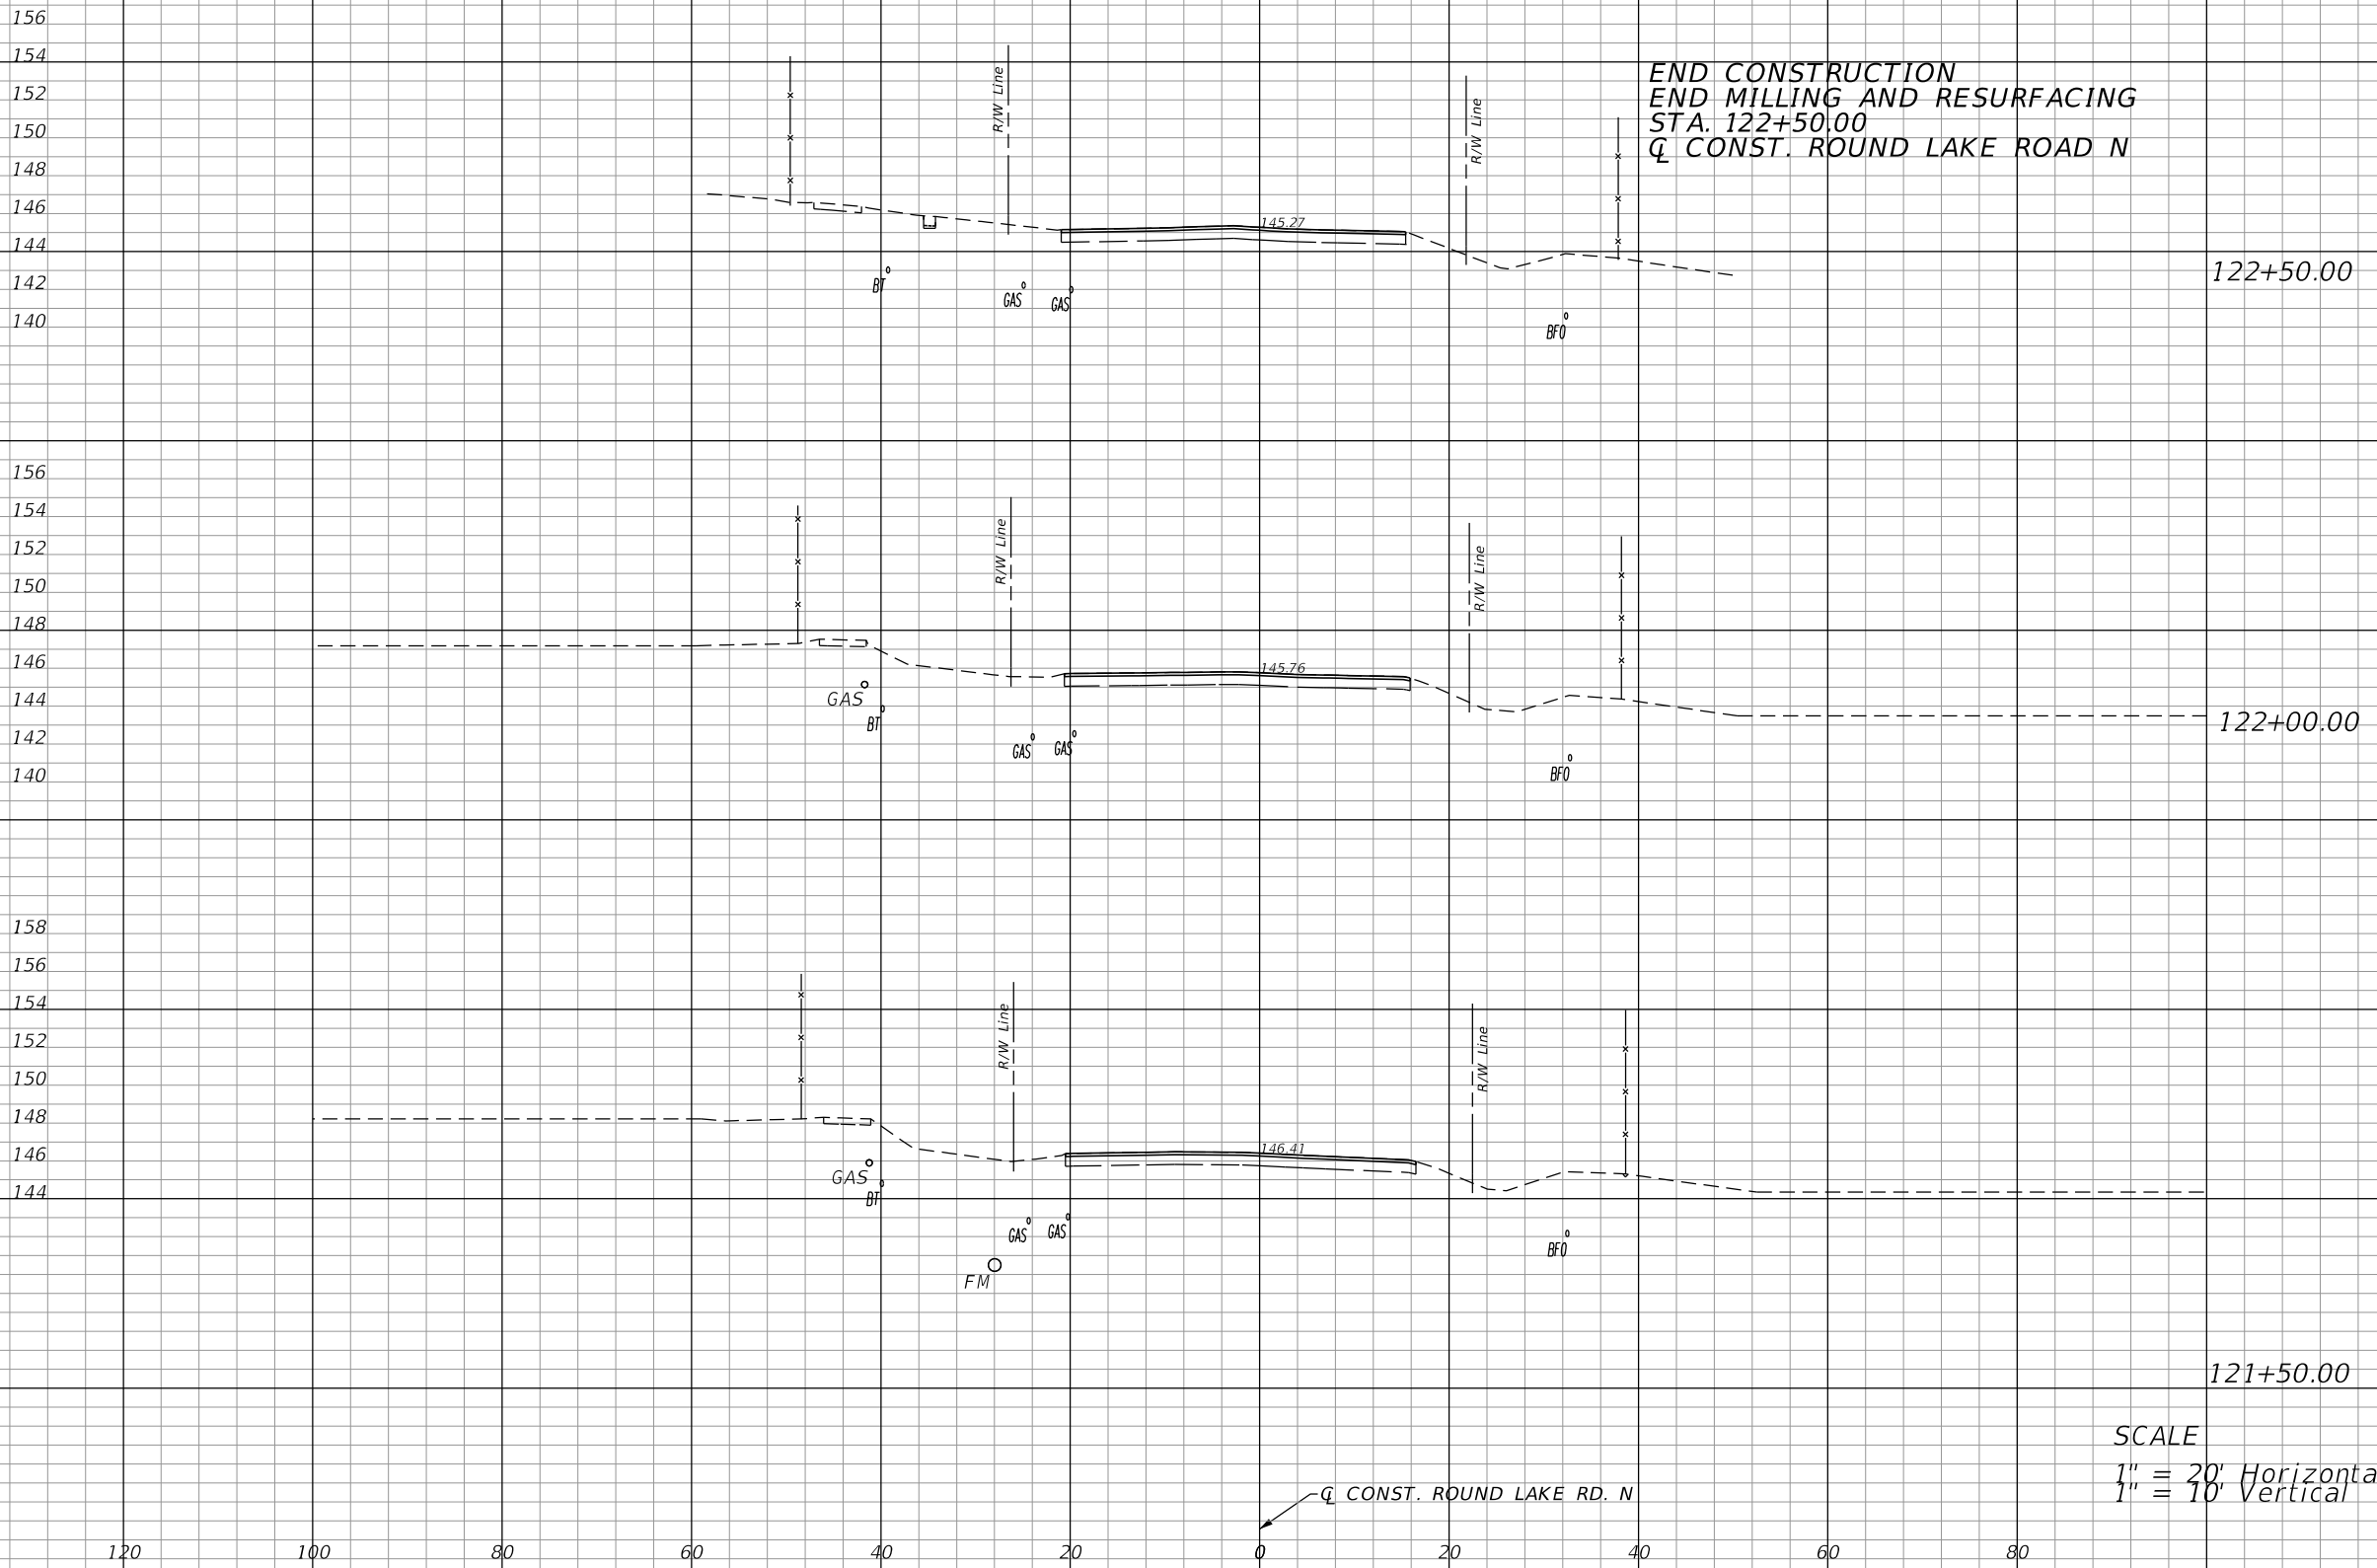 156
154
152
150
148
146
144
142
140
R/W Line
R/W Line
END CONSTRUCTION
END MILLING AND RESURFACING
STA. 122+50.00
℄ CONST. ROUND LAKE ROAD N
145.27
BT
GAS
GAS
BFO
122+50.00
156
154
152
150
148
146
144
142
140
R/W Line
R/W Line
145.76
GAS
BT
GAS
GAS
BFO
122+00.00
158
156
154
152
150
148
146
144
R/W Line
R/W Line
146.41
GAS
BT
GAS
GAS
FM
BFO
121+50.00
SCALE
1" = 20' Horizonta
1" = 10' Vertical
℄ CONST. ROUND LAKE RD. N
120 100 80 60 40 20 0 20 40 60 80